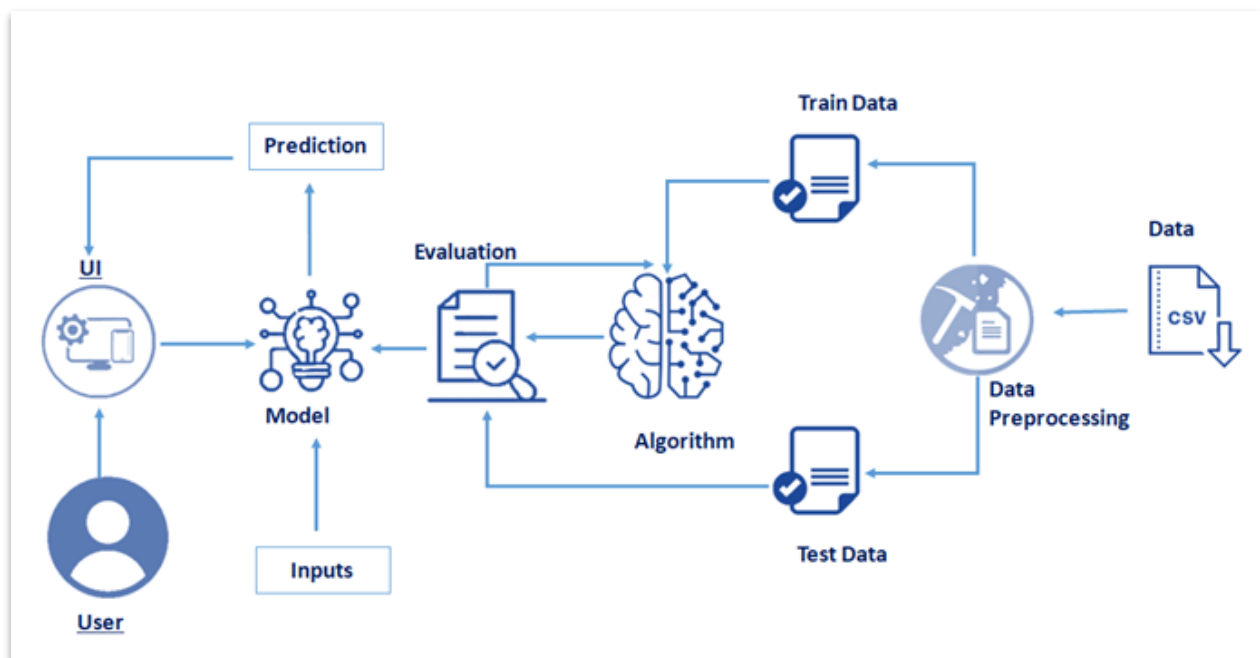 Train Data
Prediction
Data
Evaluation
UI
CSV
Data
Preprocessing
Model
Algorithm
Test Data
Inputs
User